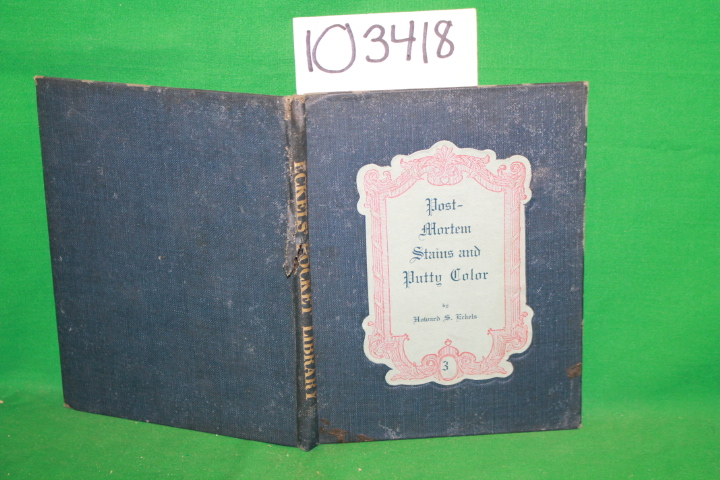 103418
ECKELS POCKET LIBRARY
Post-
Mortem
Stains and
Putty Color
by
Howard S. Eckels
3